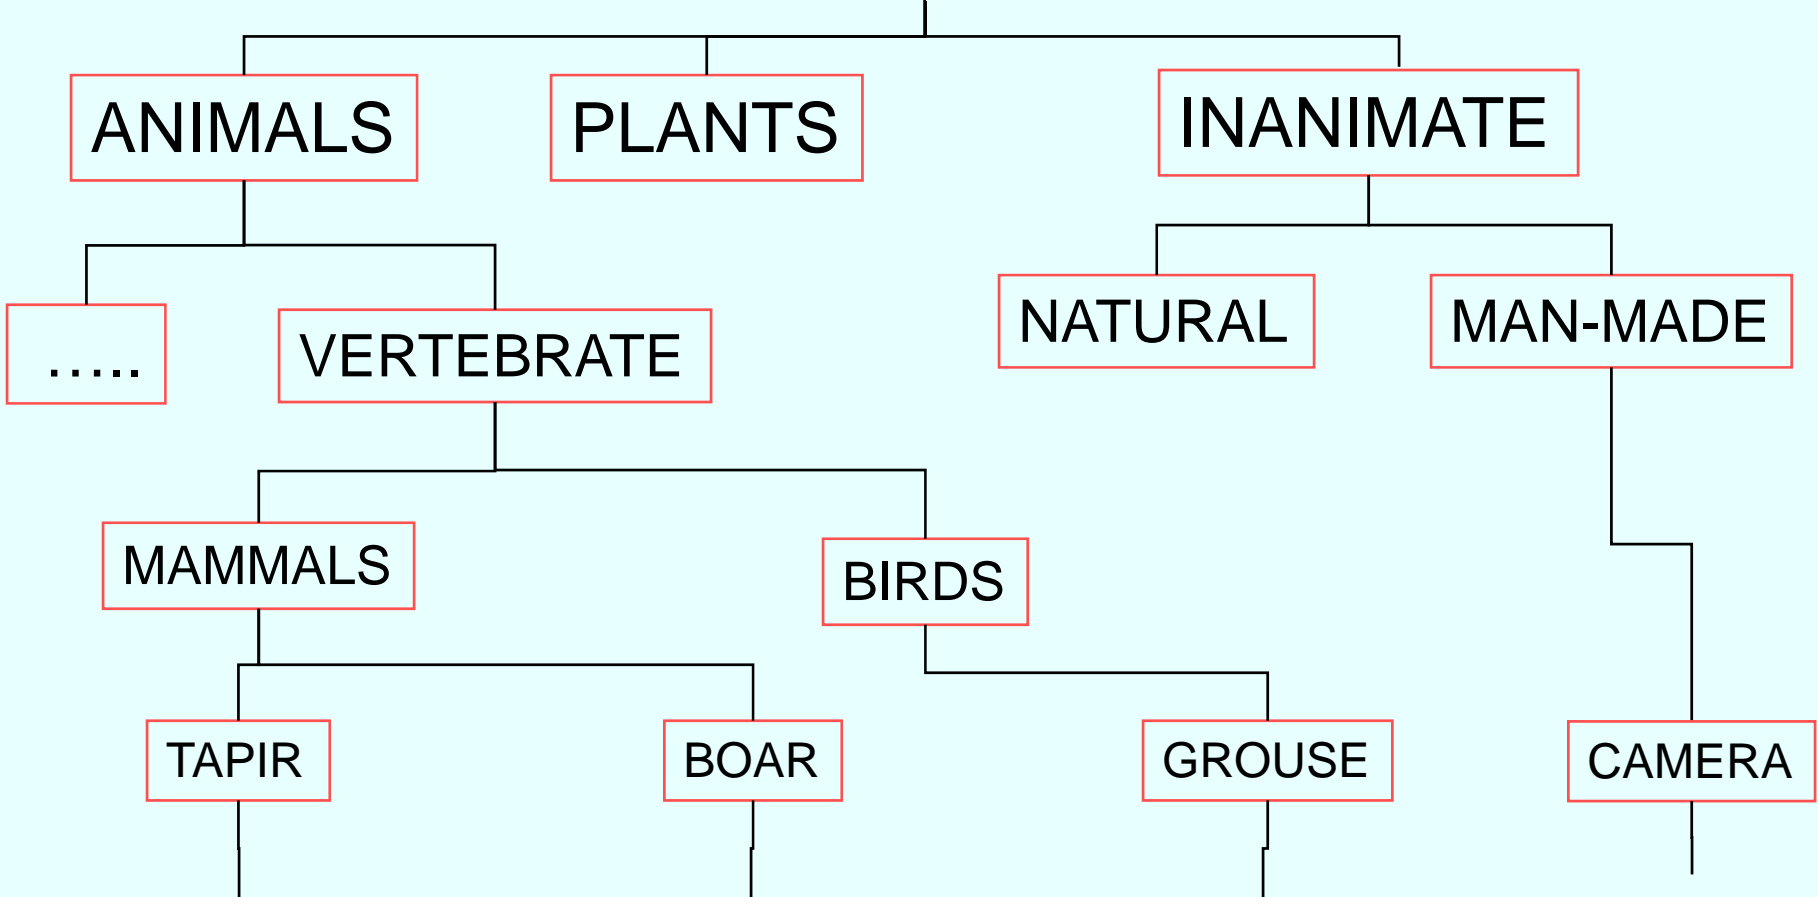 ANIMALS
PLANTS
INANIMATE
NATURAL
MAN-MADE
.....
VERTEBRATE
MAMMALS
BIRDS
TAPIR
BOAR
GROUSE
CAMERA